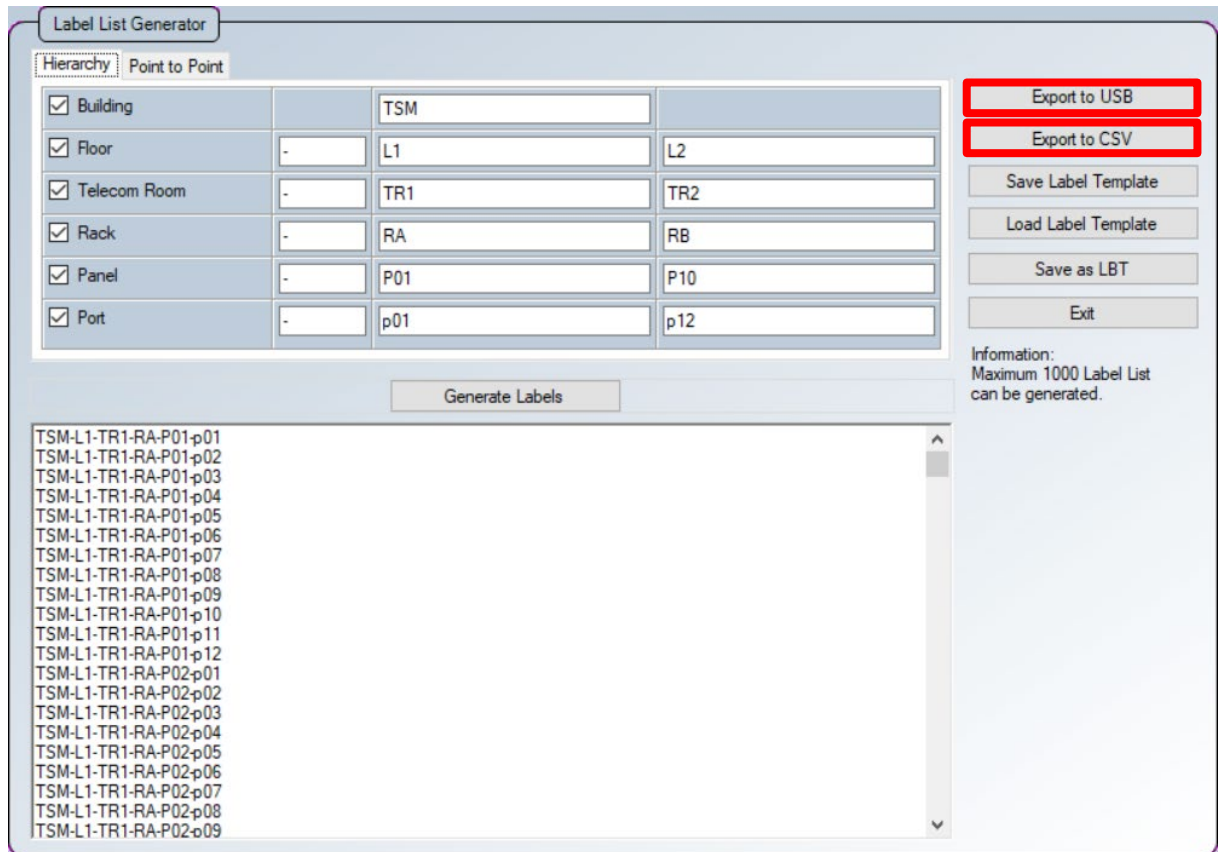 Label List Generator
Hierarchy Point to Point
Building TSM
Floor - L1 L2
Telecom Room - TR1 TR2
Rack - RA RB
Panel - P01 P10
Port - p01 p12
Export to USB
Export to CSV
Save Label Template
Load Label Template
Save as LBT
Exit
Information:
Maximum 1000 Label List
can be generated.
Generate Labels
TSM-L1-TR1-RA-P01-p01
TSM-L1-TR1-RA-P01-p02
TSM-L1-TR1-RA-P01-p03
TSM-L1-TR1-RA-P01-p04
TSM-L1-TR1-RA-P01-p05
TSM-L1-TR1-RA-P01-p06
TSM-L1-TR1-RA-P01-p07
TSM-L1-TR1-RA-P01-p08
TSM-L1-TR1-RA-P01-p09
TSM-L1-TR1-RA-P01-p10
TSM-L1-TR1-RA-P01-p11
TSM-L1-TR1-RA-P01-p12
TSM-L1-TR1-RA-P02-p01
TSM-L1-TR1-RA-P02-p02
TSM-L1-TR1-RA-P02-p03
TSM-L1-TR1-RA-P02-p04
TSM-L1-TR1-RA-P02-p05
TSM-L1-TR1-RA-P02-p06
TSM-L1-TR1-RA-P02-p07
TSM-L1-TR1-RA-P02-p08
TSM-L1-TR1-RA-P02-p09